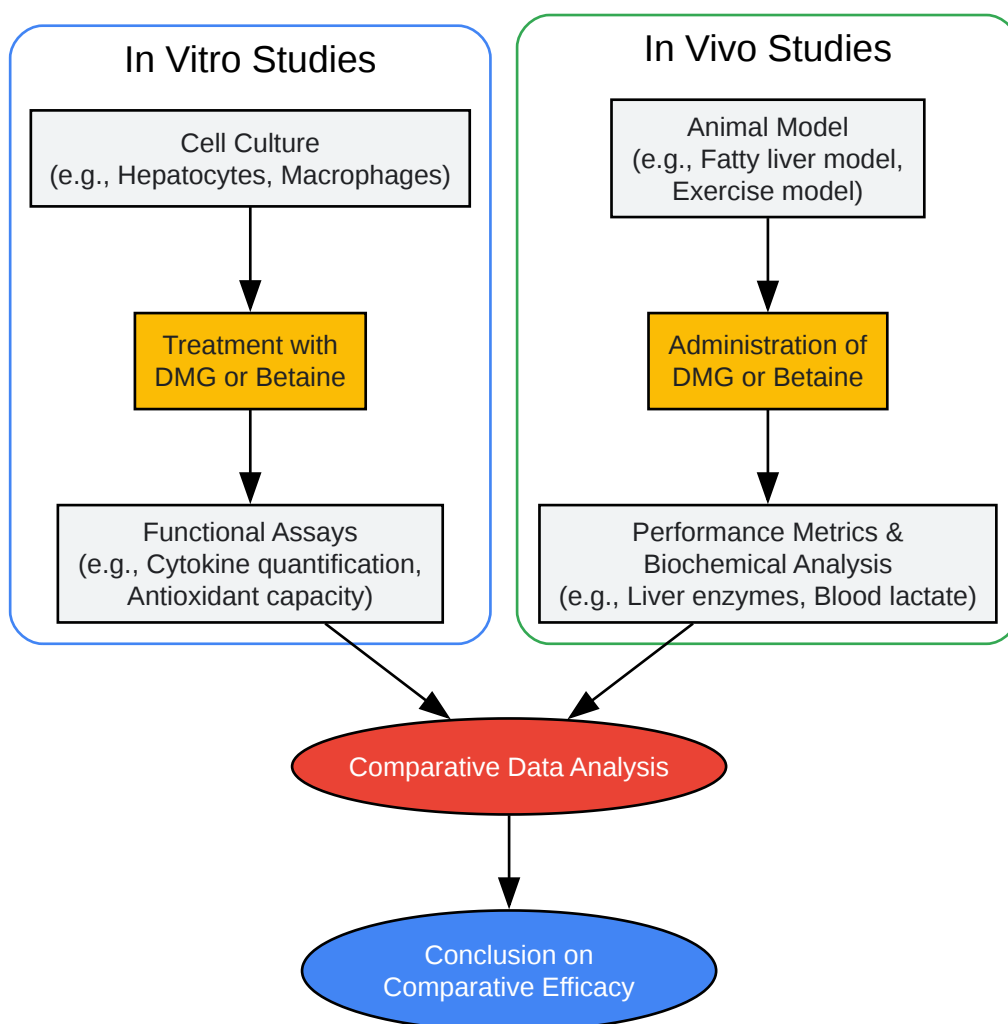 In Vitro Studies
Cell Culture
(e.g., Hepatocytes, Macrophages)
Treatment with
DMG or Betaine
Functional Assays
(e.g., Cytokine quantification,
Antioxidant capacity)
In Vivo Studies
Animal Model
(e.g., Fatty liver model,
Exercise model)
Administration of
DMG or Betaine
Performance Metrics &
Biochemical Analysis
(e.g., Liver enzymes, Blood lactate)
Comparative Data Analysis
Conclusion on
Comparative Efficacy